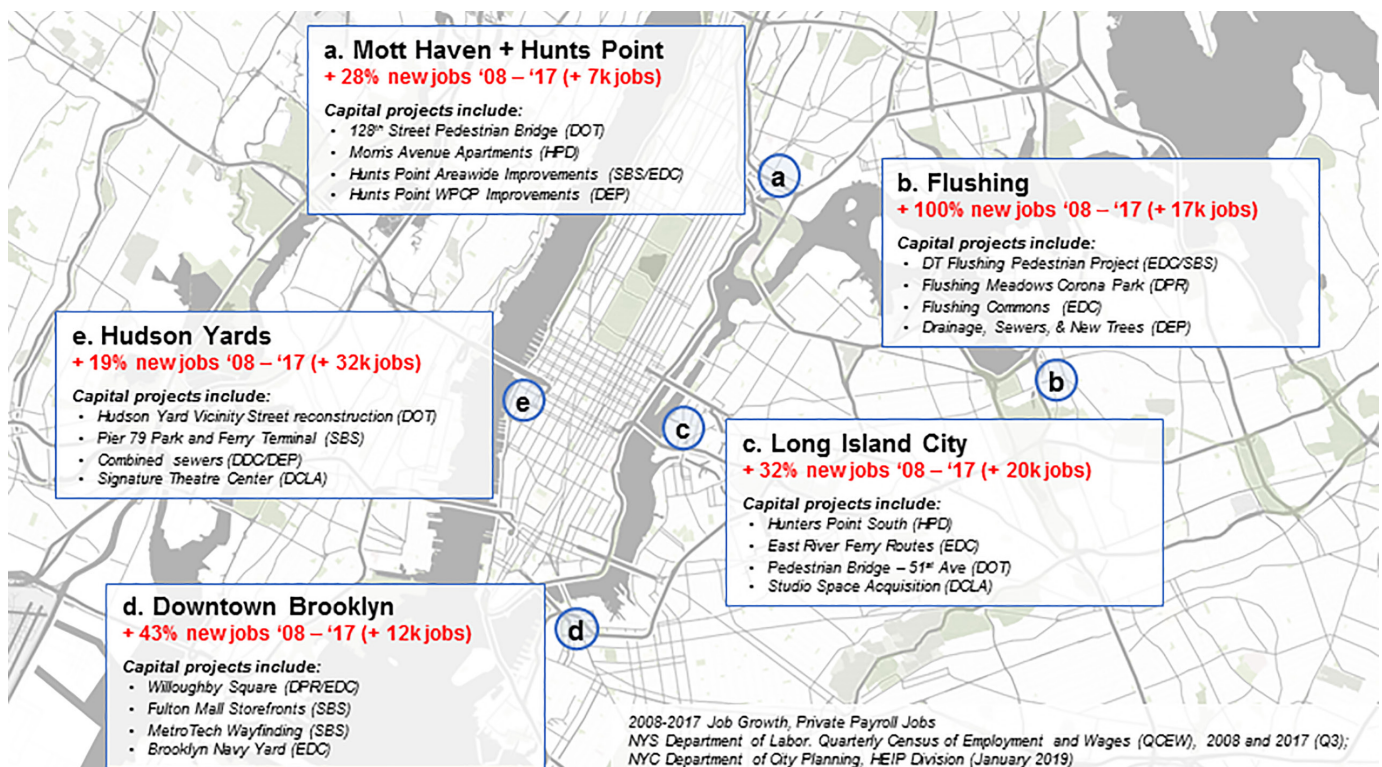 a. Mott Haven + Hunts Point
+ 28% new jobs ‘08 – ‘17 (+ 7k jobs)
Capital projects include:
• 128th Street Pedestrian Bridge (DOT)
• Morris Avenue Apartments (HPD)
• Hunts Point Areawide Improvements (SBS/EDC)
• Hunts Point WPCP Improvements (DEP)
a
b. Flushing
+ 100% new jobs ‘08 – ‘17 (+ 17k jobs)
Capital projects include:
• DT Flushing Pedestrian Project (EDC/SBS)
• Flushing Meadows Corona Park (DPR)
• Flushing Commons (EDC)
• Drainage, Sewers, & New Trees (DEP)
b
e. Hudson Yards
+ 19% new jobs ‘08 – ‘17 (+ 32k jobs)
Capital projects include:
• Hudson Yard Vicinity Street reconstruction (DOT)
• Pier 79 Park and Ferry Terminal (SBS)
• Combined sewers (DDC/DEP)
• Signature Theatre Center (DCLA)
e
c
c. Long Island City
+ 32% new jobs ‘08 – ‘17 (+ 20k jobs)
Capital projects include:
• Hunters Point South (HPD)
• East River Ferry Routes (EDC)
• Pedestrian Bridge – 51st Ave (DOT)
• Studio Space Acquisition (DCLA)
d. Downtown Brooklyn
+ 43% new jobs ‘08 – ‘17 (+ 12k jobs)
Capital projects include:
• Willoughby Square (DPR/EDC)
• Fulton Mall Storefronts (SBS)
• MetroTech Wayfinding (SBS)
• Brooklyn Navy Yard (EDC)
d
2008-2017 Job Growth, Private Payroll Jobs
NYS Department of Labor. Quarterly Census of Employment and Wages (QCEW), 2008 and 2017 (Q3);
NYC Department of City Planning, HEIP Division (January 2019)